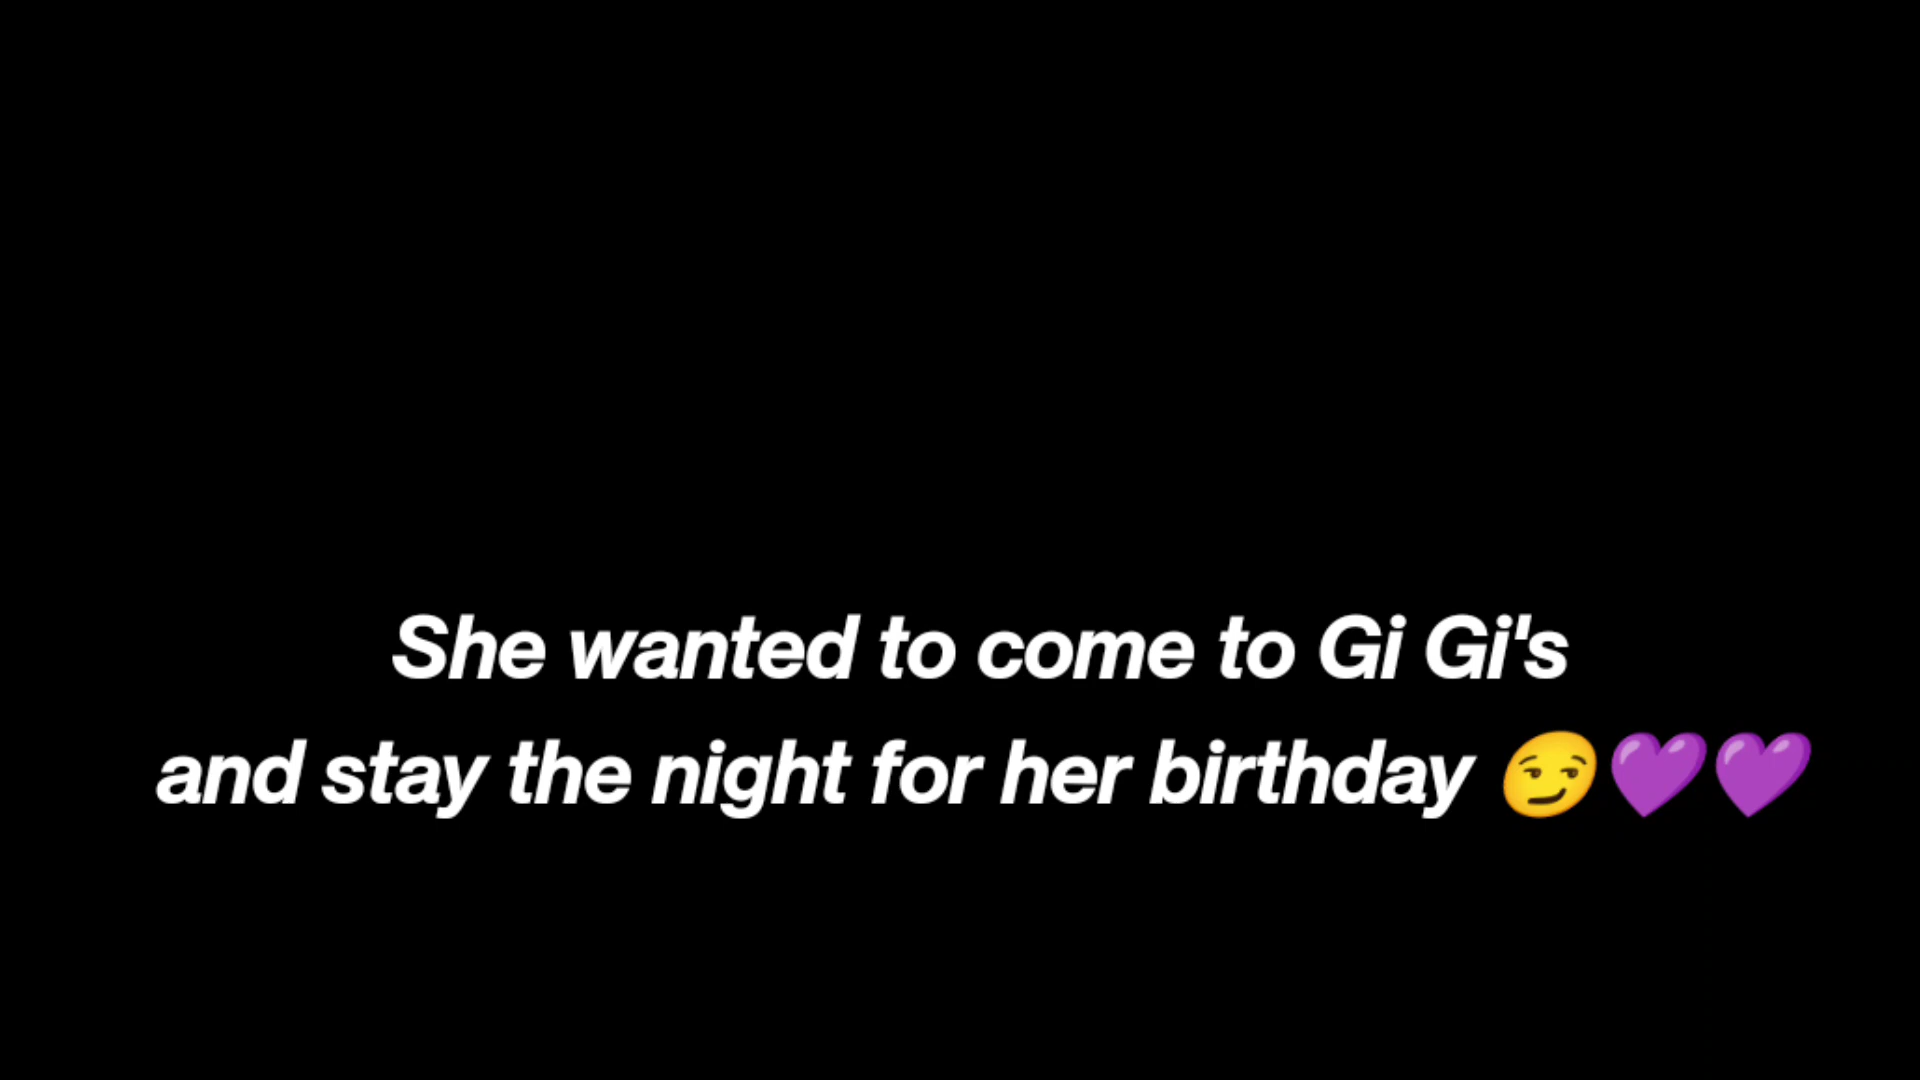 She wanted to come to Gi Gi's
and stay the night for her birthday 😏💜💜